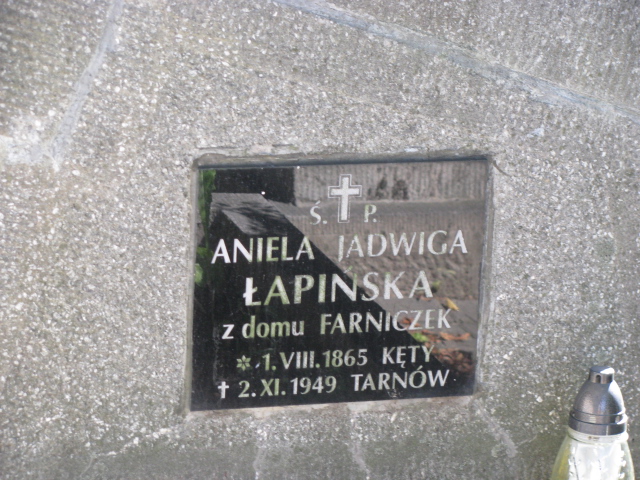 Ś. P.
ANIELA JADWIGA
ŁAPIŃSKA
z domu FARNICZEK
* 1. VIII. 1865 KĘTY
✝ 2. XI. 1949 TARNÓW